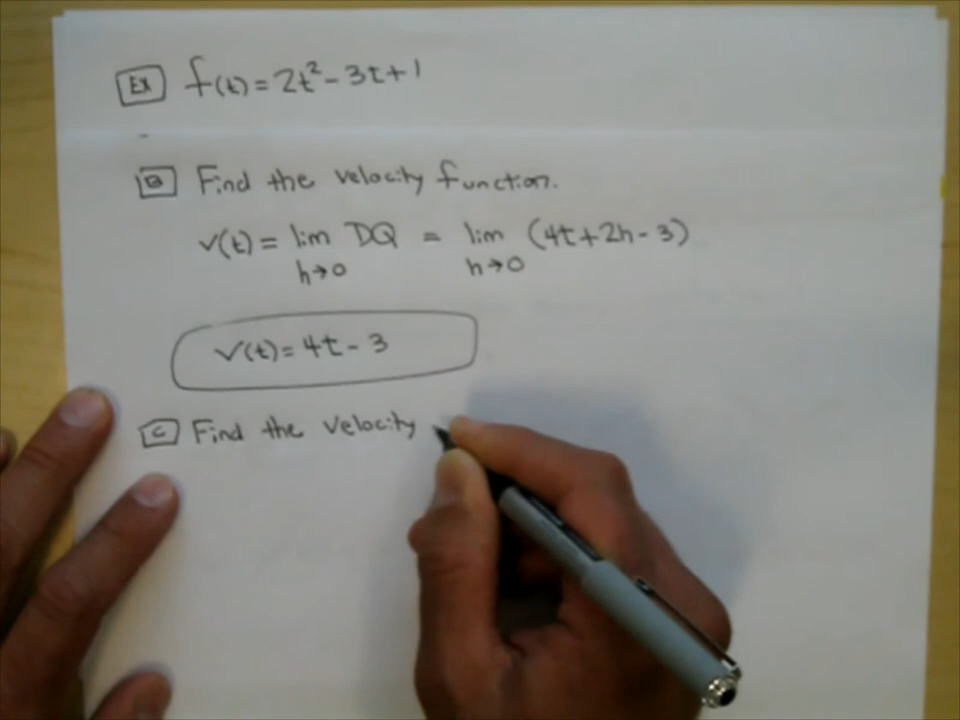 Ex f(t) = 2t² - 3t + 1
B Find the velocity function.
v(t) = lim DQ = lim (4t + 2h - 3)
h→0 h→0
v(t) = 4t - 3
C Find the velocity